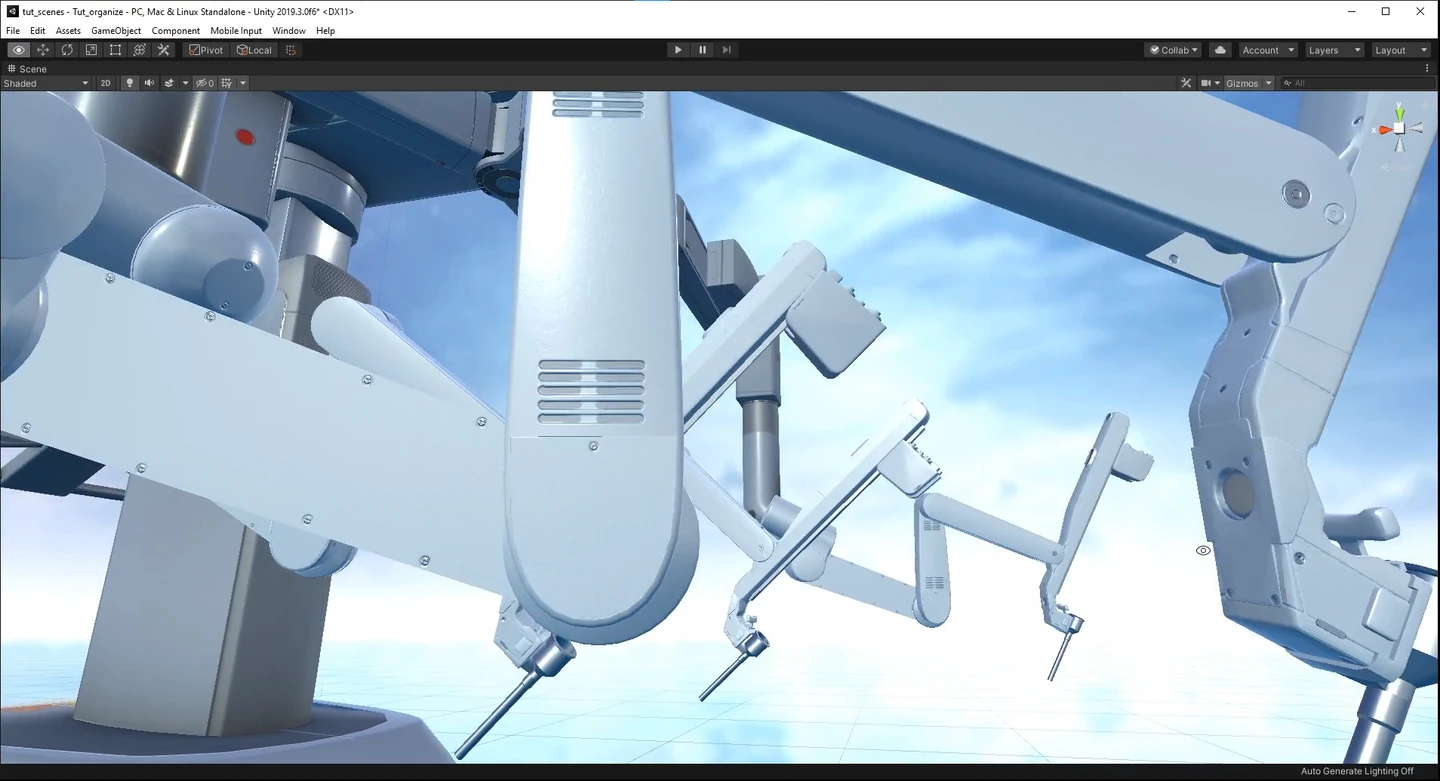 tut_scenes - Tut_organize - PC, Mac & Linux Standalone - Unity 2019.3.0f6* <DX11>
File Edit Assets GameObject Component Mobile Input Window Help
Pivot Local Collab Account Layers Layout
Scene
Shaded 2D 0 Gizmos All
y
x
Auto Generate Lighting Off